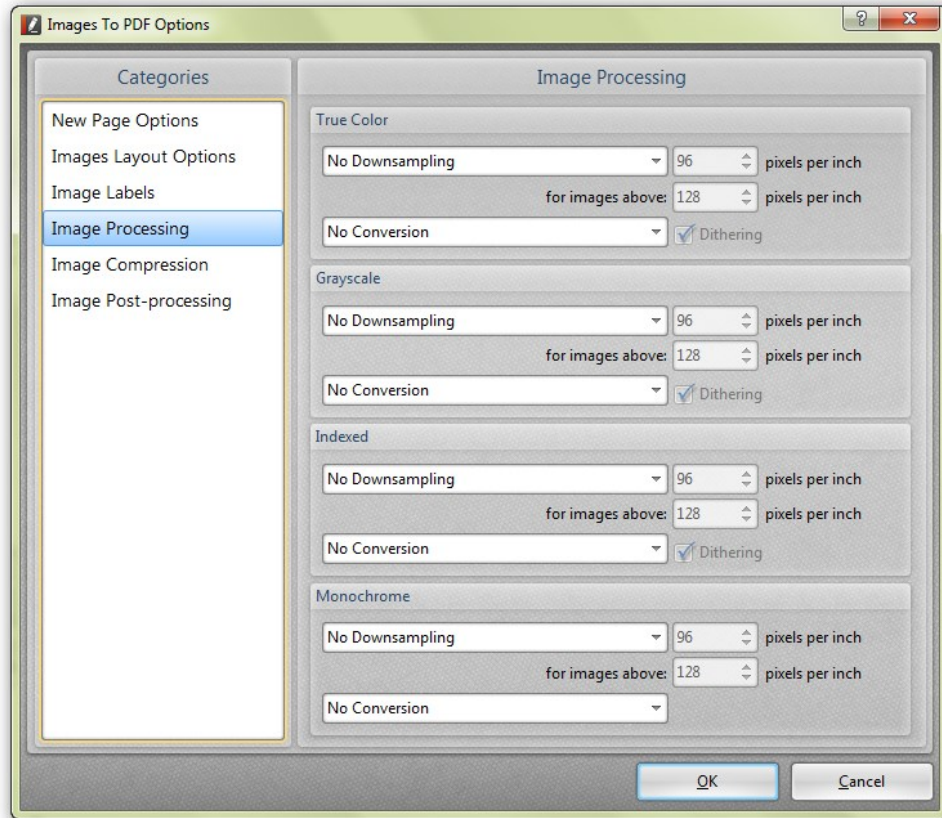 Images To PDF Options
Categories
New Page Options
Images Layout Options
Image Labels
Image Processing
Image Compression
Image Post-processing
Image Processing
True Color
No Downsampling 96 pixels per inch
for images above: 128 pixels per inch
No Conversion Dithering
Grayscale
No Downsampling 96 pixels per inch
for images above: 128 pixels per inch
No Conversion Dithering
Indexed
No Downsampling 96 pixels per inch
for images above: 128 pixels per inch
No Conversion Dithering
Monochrome
No Downsampling 96 pixels per inch
for images above: 128 pixels per inch
No Conversion
OK Cancel